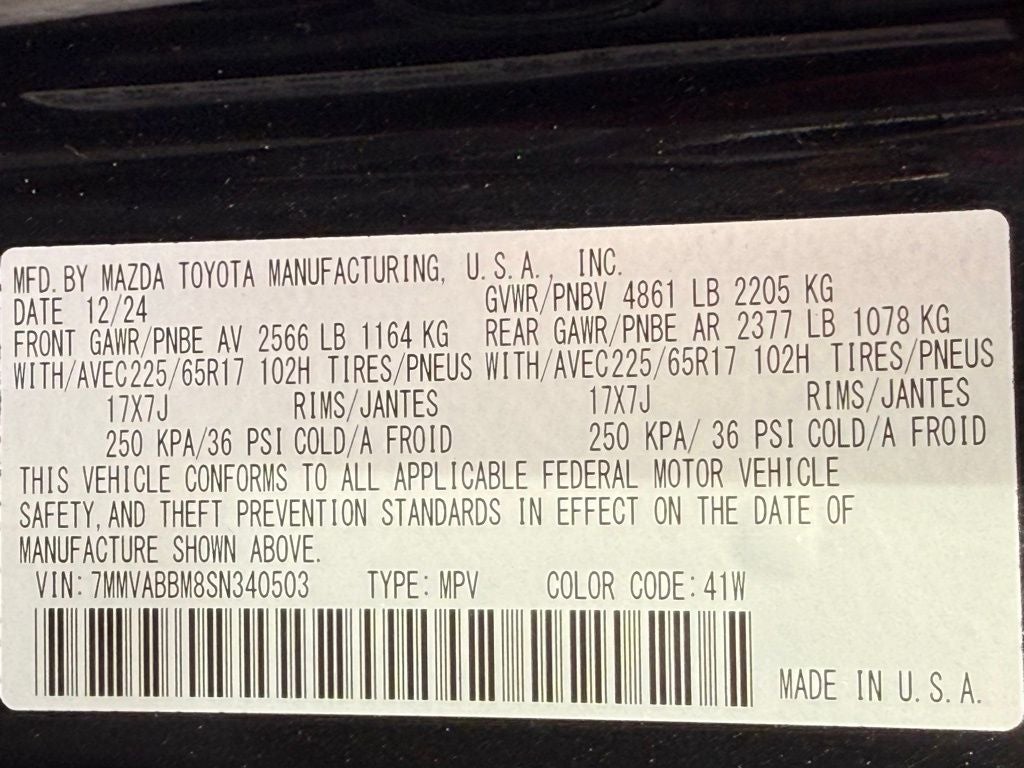 MFD. BY MAZDA TOYOTA MANUFACTURING, U. S. A., INC.
DATE 12/24 GVWR/PNBV 4861 LB 2205 KG
FRONT GAWR/PNBE AV 2566 LB 1164 KG REAR GAWR/PNBE AR 2377 LB 1078 KG
WITH/AVEC225/65R17 102H TIRES/PNEUS WITH/AVEC225/65R17 102H TIRES/PNEUS
17X7J RIMS/JANTES 17X7J RIMS/JANTES
250 KPA/36 PSI COLD/A FROID 250 KPA/ 36 PSI COLD/A FROID
THIS VEHICLE CONFORMS TO ALL APPLICABLE FEDERAL MOTOR VEHICLE
SAFETY, AND THEFT PREVENTION STANDARDS IN EFFECT ON THE DATE OF
MANUFACTURE SHOWN ABOVE.
VIN: 7MMVABBM8SN340503 TYPE: MPV COLOR CODE: 41W
MADE IN U. S. A.